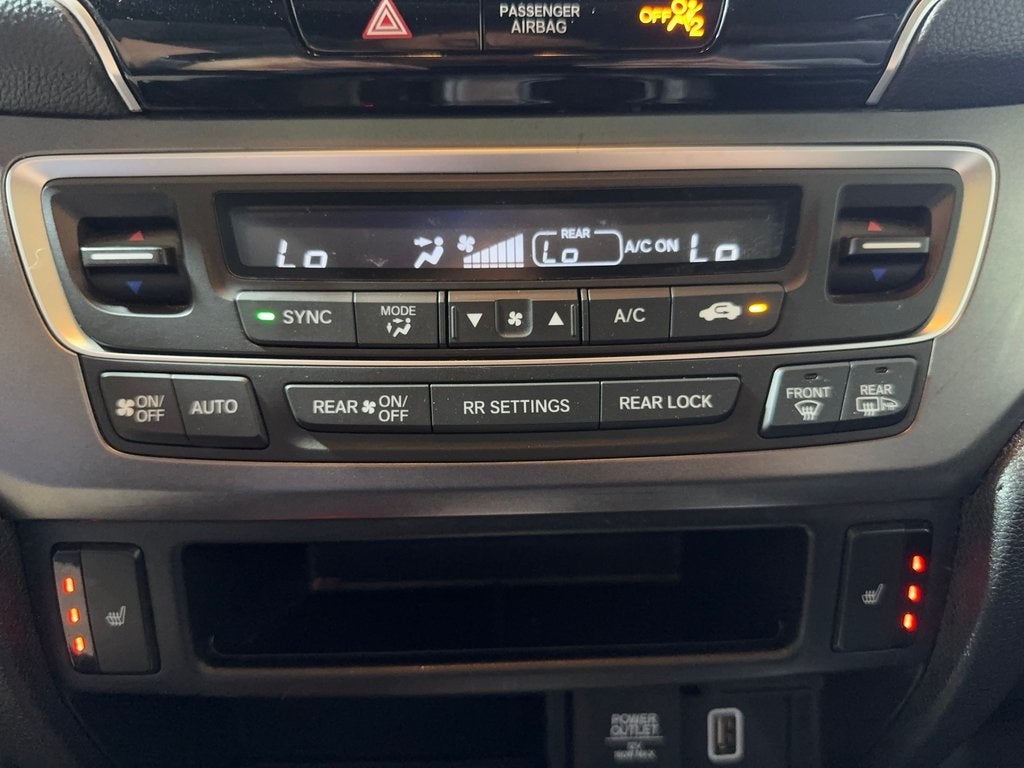 PASSENGER
AIRBAG
OFF 2
Lo
REAR
Lo
A/C ON
Lo
SYNC
MODE
A/C
ON/
OFF
AUTO
REAR ON/
OFF
RR SETTINGS
REAR LOCK
FRONT
REAR
POWER
OUTLET